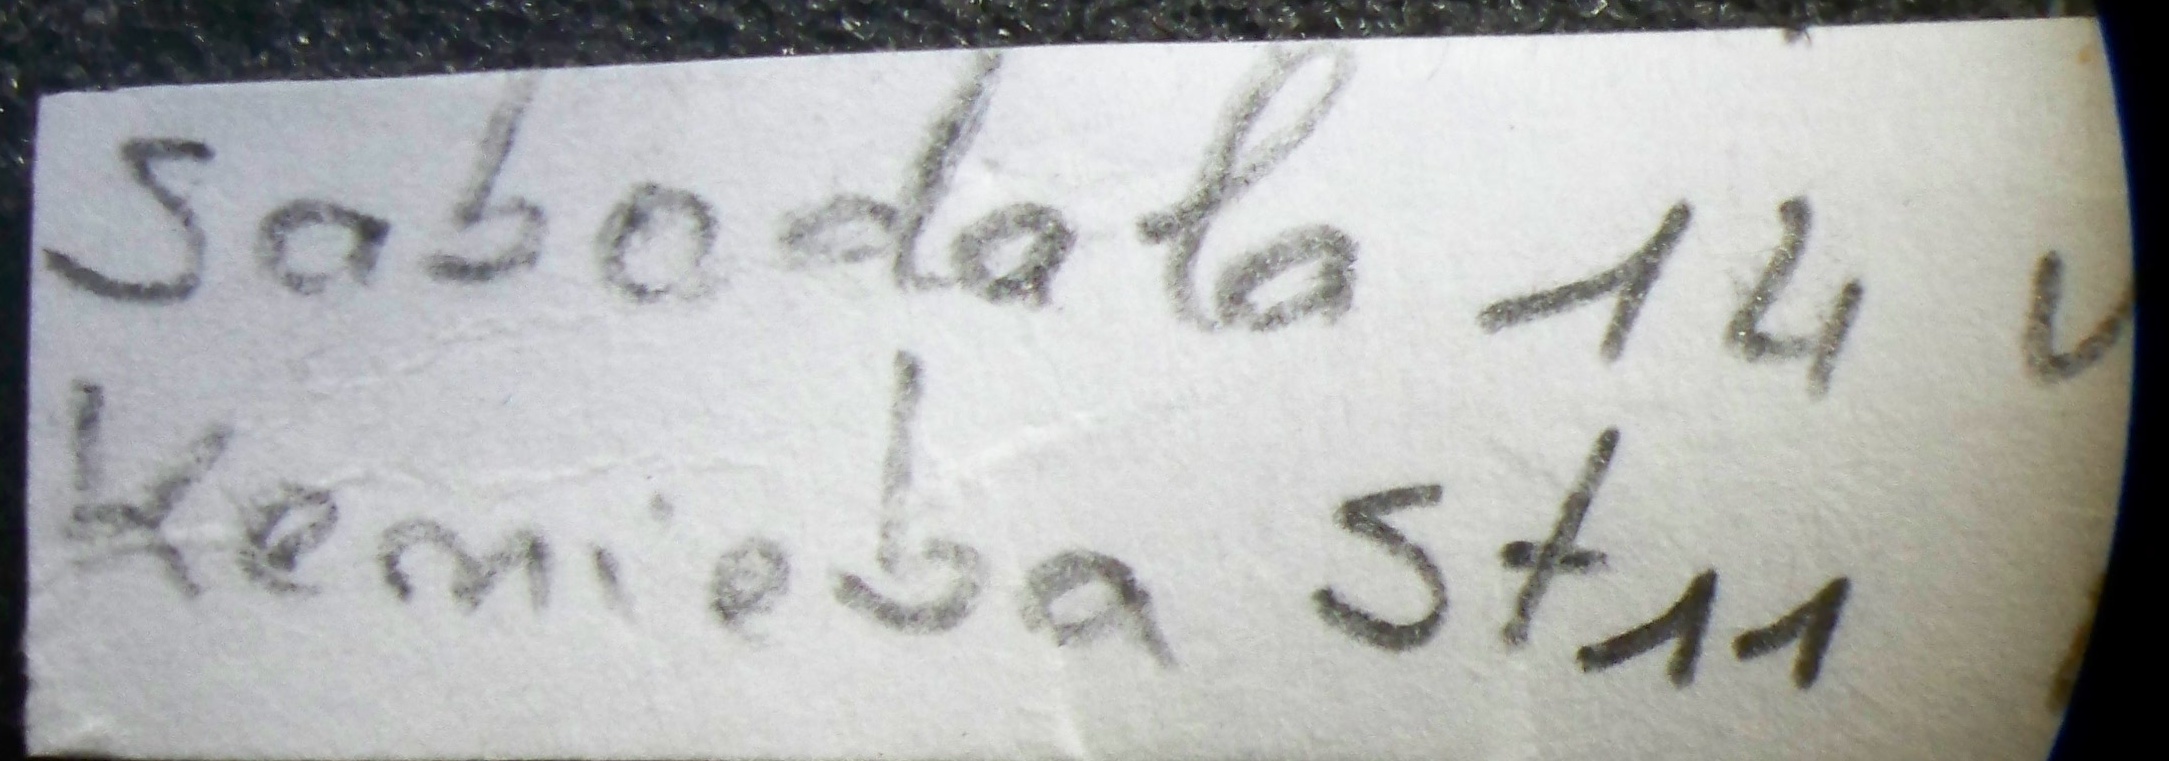 Sabodala 14 v
Kenieba St11